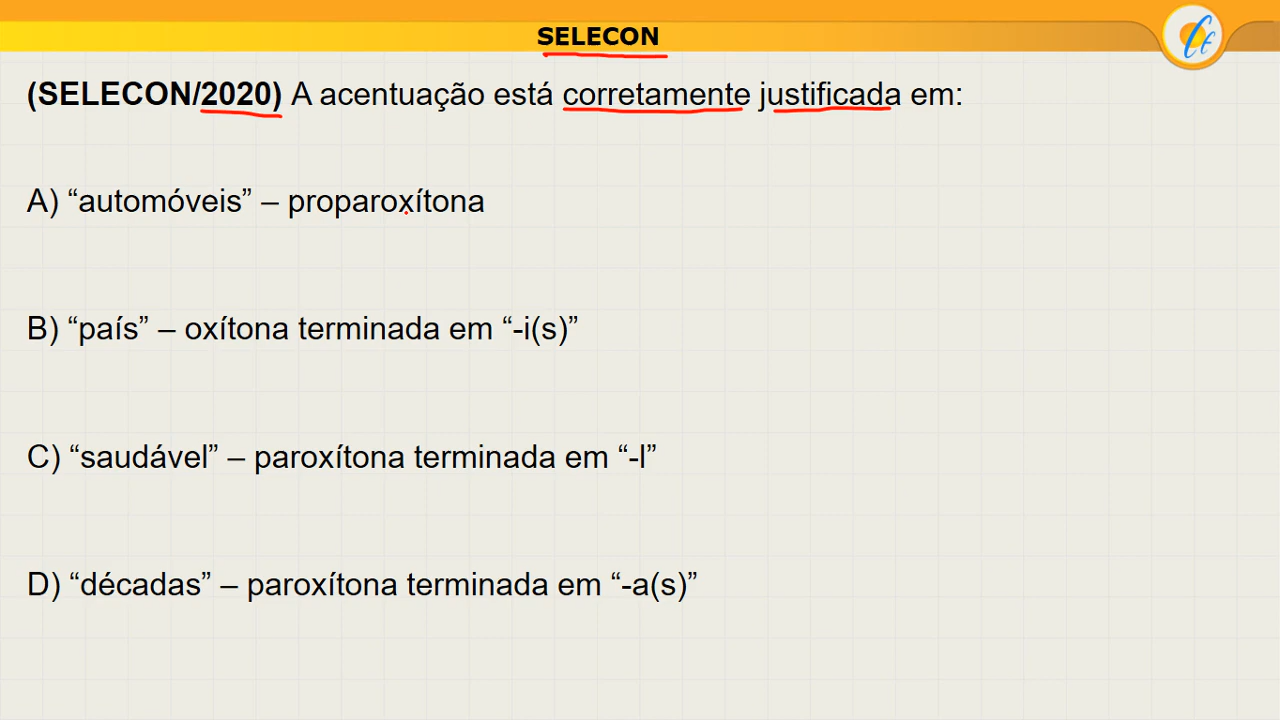 SELECON
(SELECON/2020) A acentuação está corretamente justificada em:
A) “automóveis” – proparoxítona
B) “país” – oxítona terminada em “-i(s)”
C) “saudável” – paroxítona terminada em “-l”
D) “décadas” – paroxítona terminada em “-a(s)”